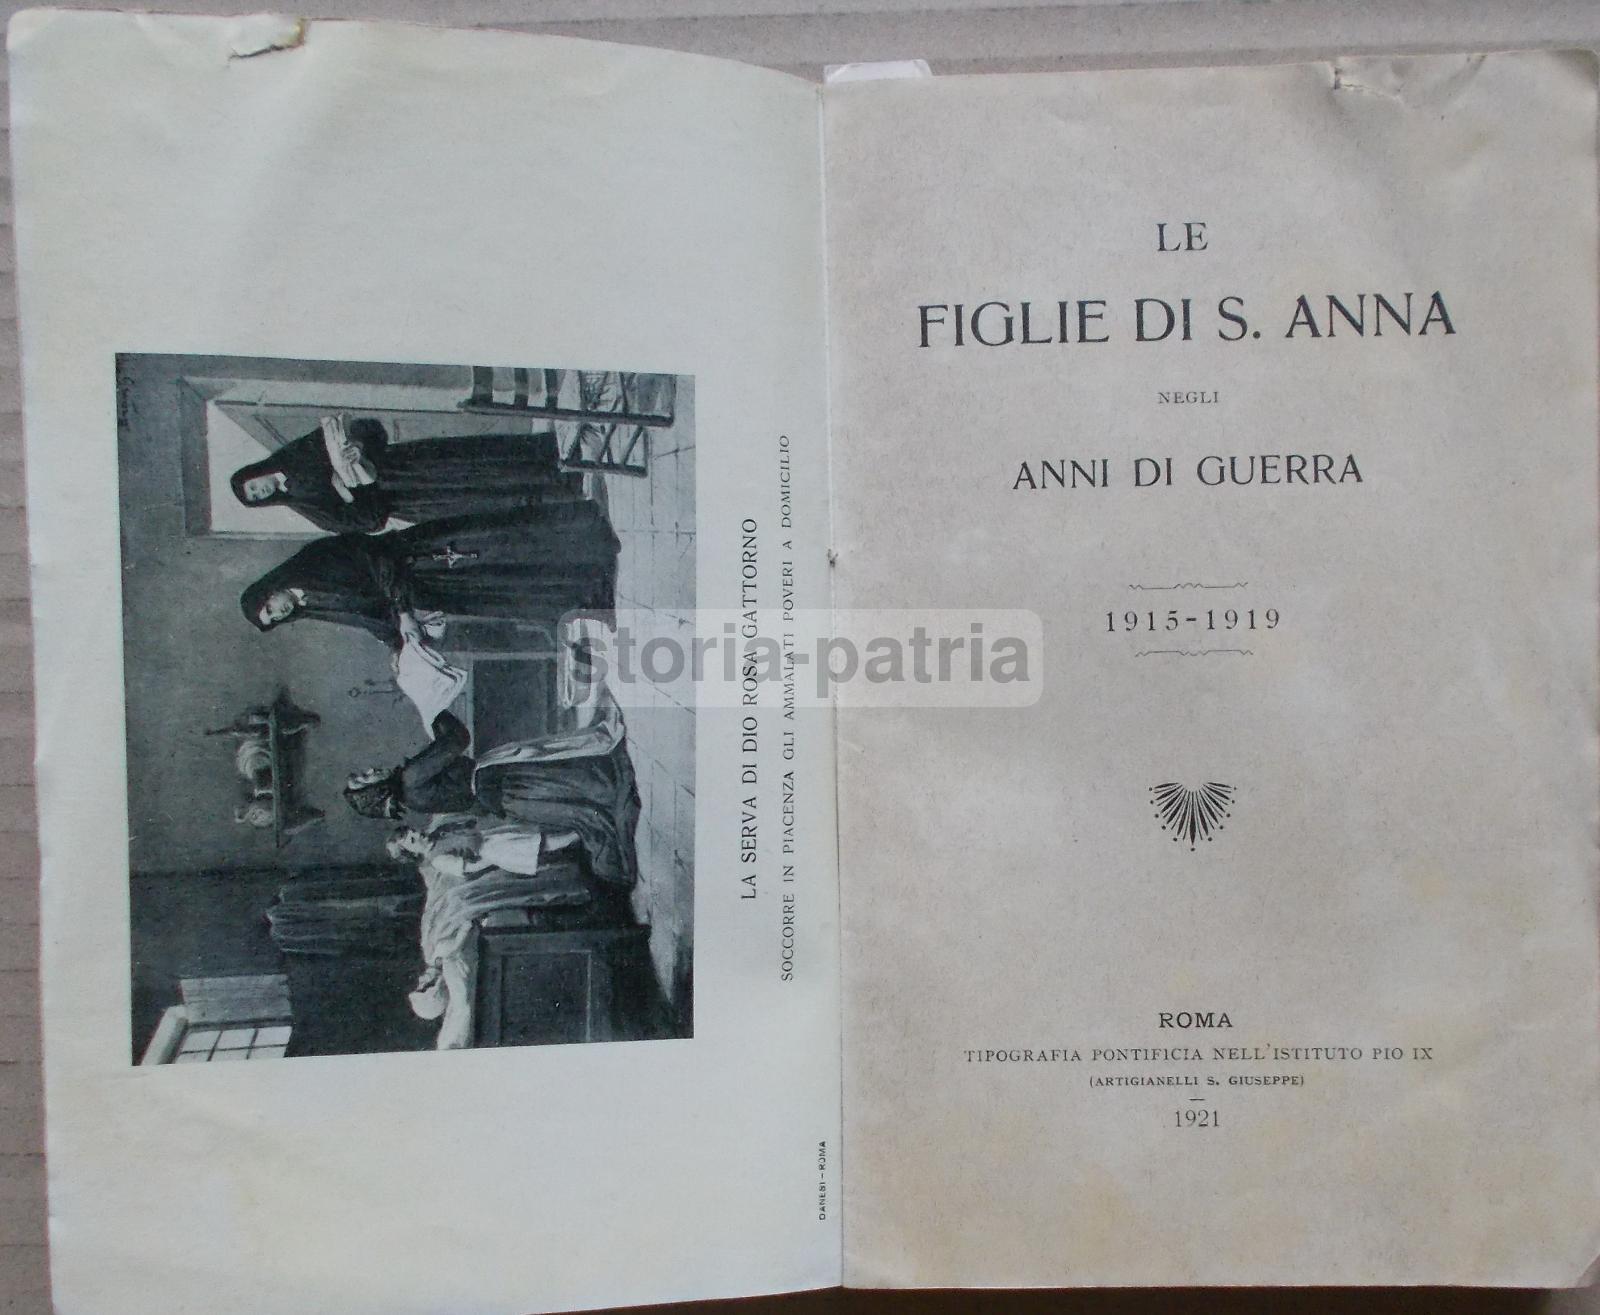 LA SERVA DI DIO ROSA GATTORNO
SOCCORRE IN PIACENZA GLI AMMALATI POVERI A DOMICILIO
DANESI - ROMA
storia-patria
LE
FIGLIE DI S. ANNA
NEGLI
ANNI DI GUERRA
1915-1919
ROMA
TIPOGRAFIA PONTIFICIA NELL'ISTITUTO PIO IX
(ARTIGIANELLI S. GIUSEPPE)
1921